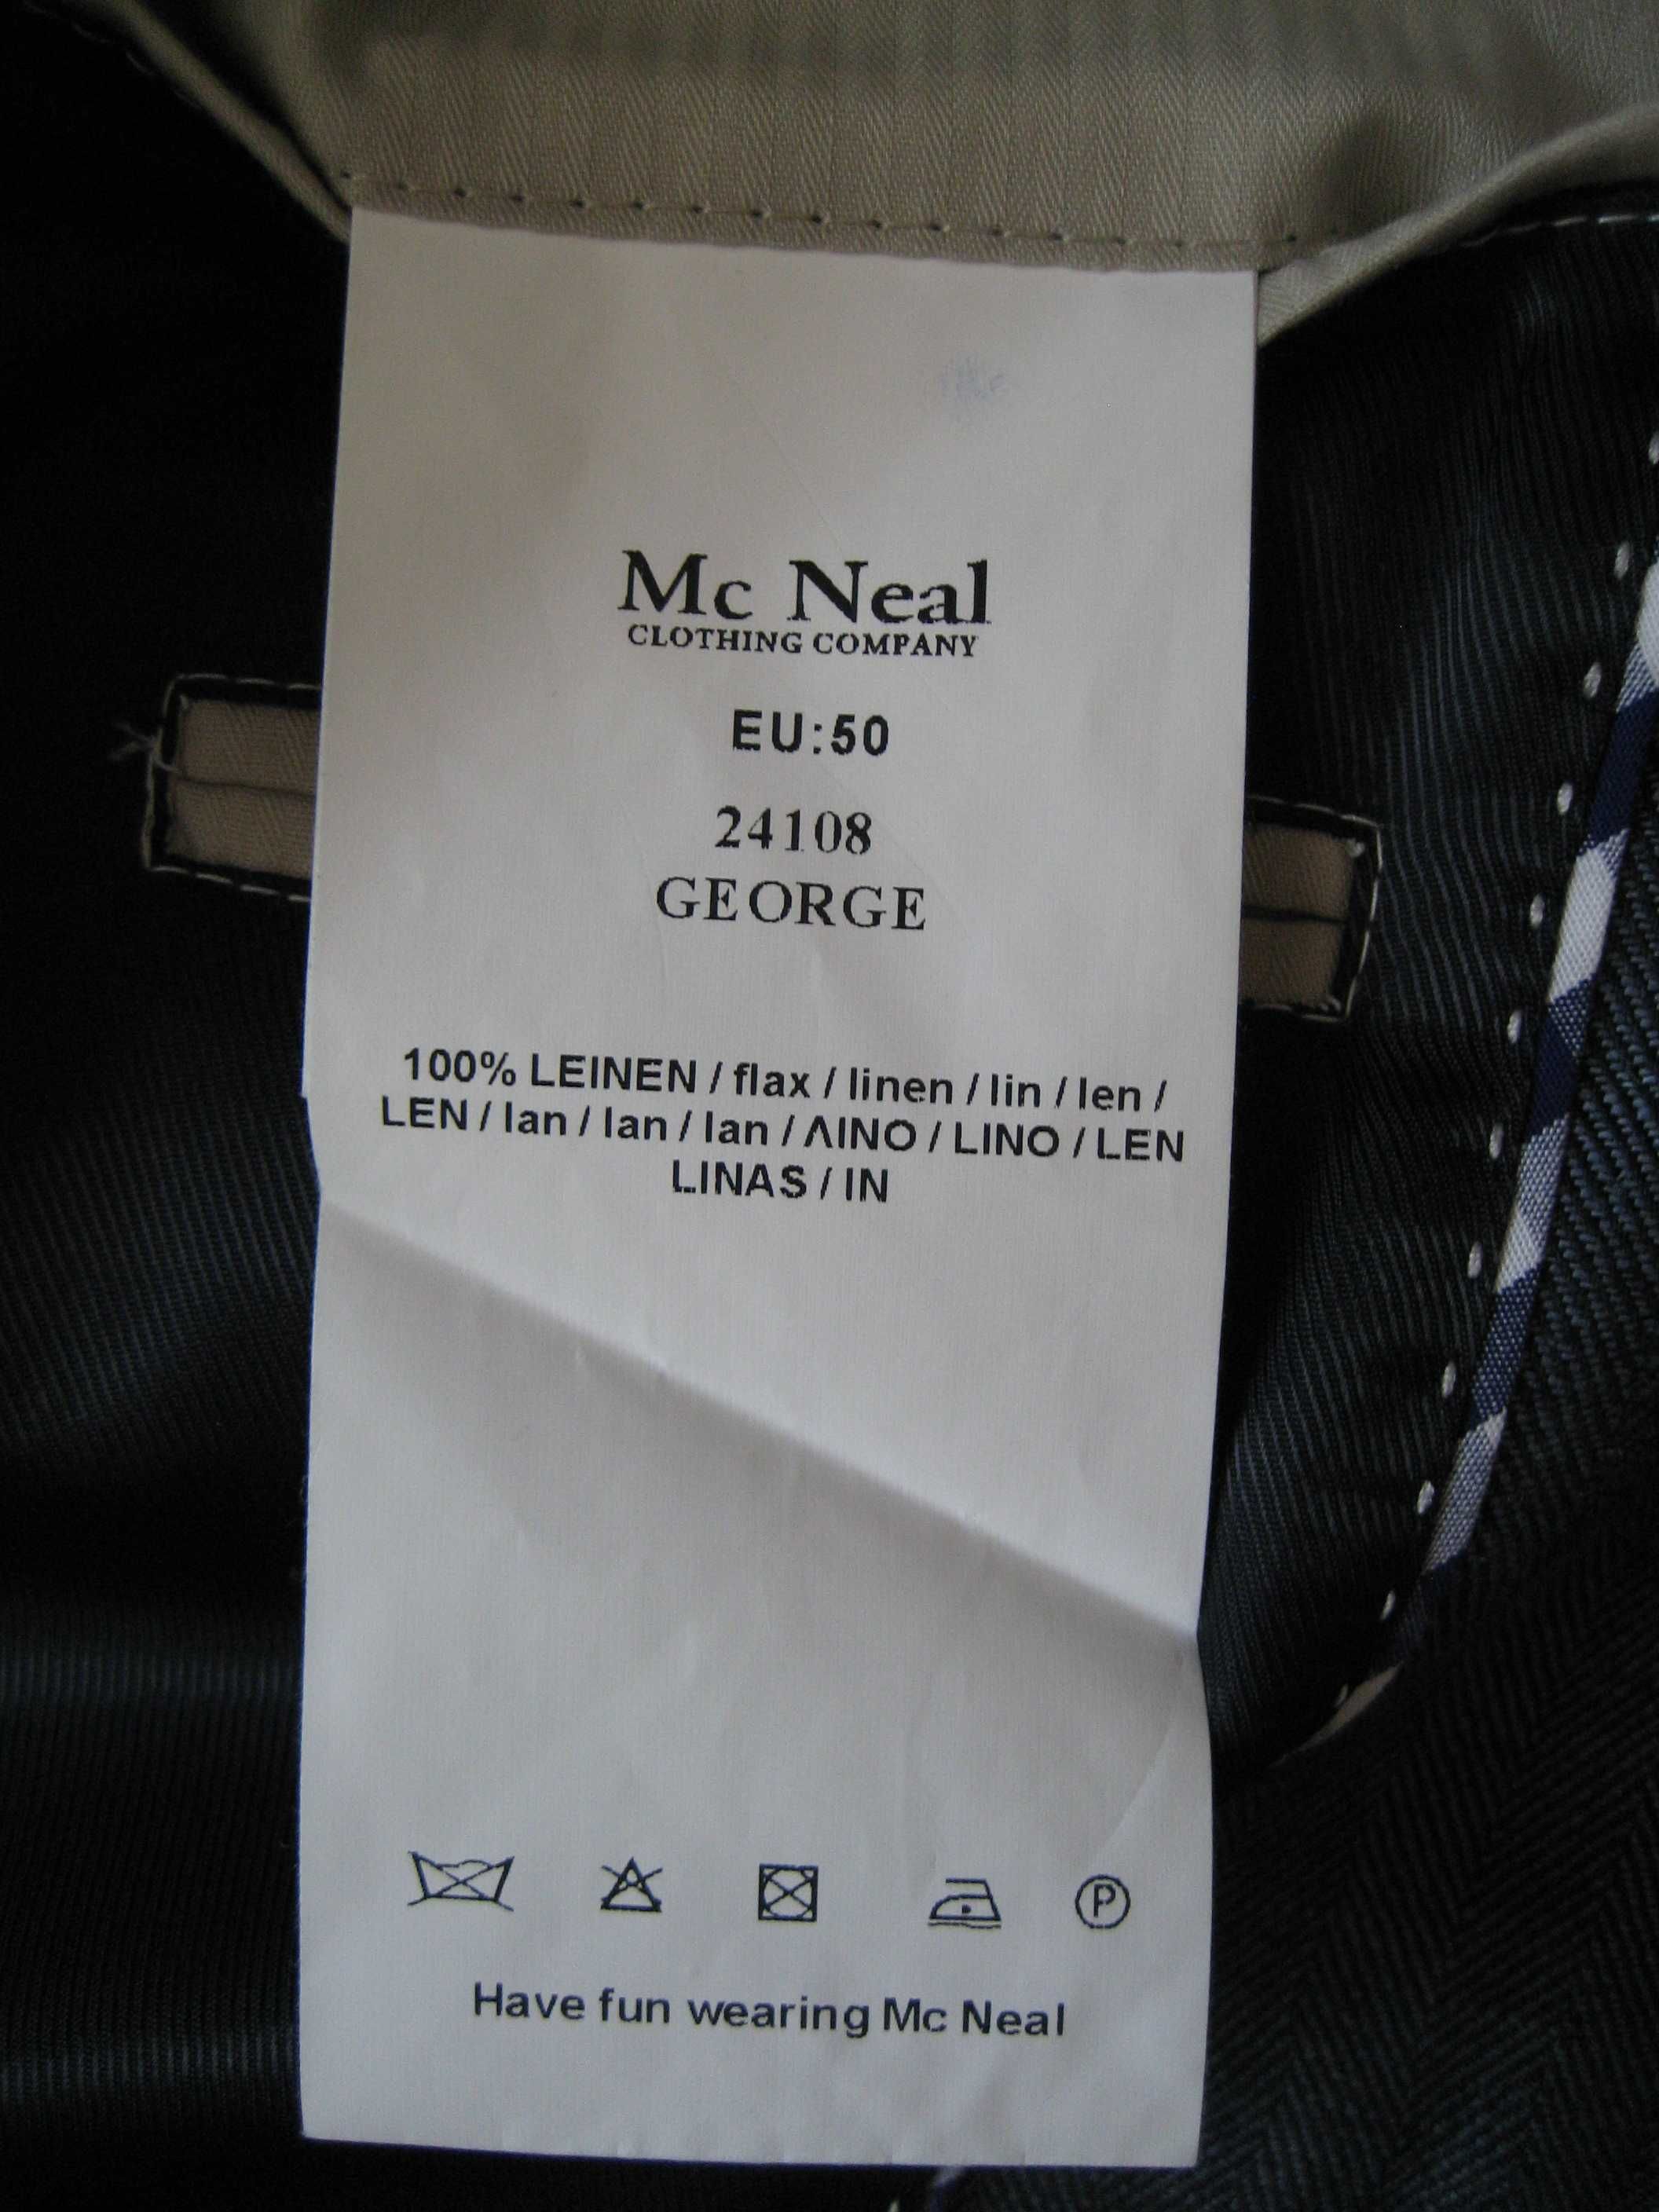 Mc Neal
CLOTHING COMPANY
EU:50
24108
GEORGE
100% LEINEN / flax / linen / lin / len /
LEN / lan / lan / lan / ΛΙΝΟ / LINO / LEN
LINAS / IN
P
Have fun wearing Mc Neal